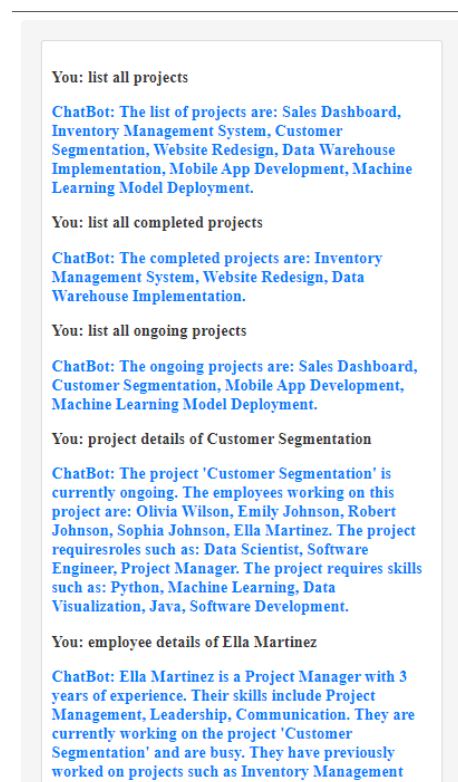 You: list all projects
ChatBot: The list of projects are: Sales Dashboard,
Inventory Management System, Customer
Segmentation, Website Redesign, Data Warehouse
Implementation, Mobile App Development, Machine
Learning Model Deployment.
You: list all completed projects
ChatBot: The completed projects are: Inventory
Management System, Website Redesign, Data
Warehouse Implementation.
You: list all ongoing projects
ChatBot: The ongoing projects are: Sales Dashboard,
Customer Segmentation, Mobile App Development,
Machine Learning Model Deployment.
You: project details of Customer Segmentation
ChatBot: The project 'Customer Segmentation' is
currently ongoing. The employees working on this
project are: Olivia Wilson, Emily Johnson, Robert
Johnson, Sophia Johnson, Ella Martinez. The project
requiresroles such as: Data Scientist, Software
Engineer, Project Manager. The project requires skills
such as: Python, Machine Learning, Data
Visualization, Java, Software Development.
You: employee details of Ella Martinez
ChatBot: Ella Martinez is a Project Manager with 3
years of experience. Their skills include Project
Management, Leadership, Communication. They are
currently working on the project 'Customer
Segmentation' and are busy. They have previously
worked on projects such as Inventory Management